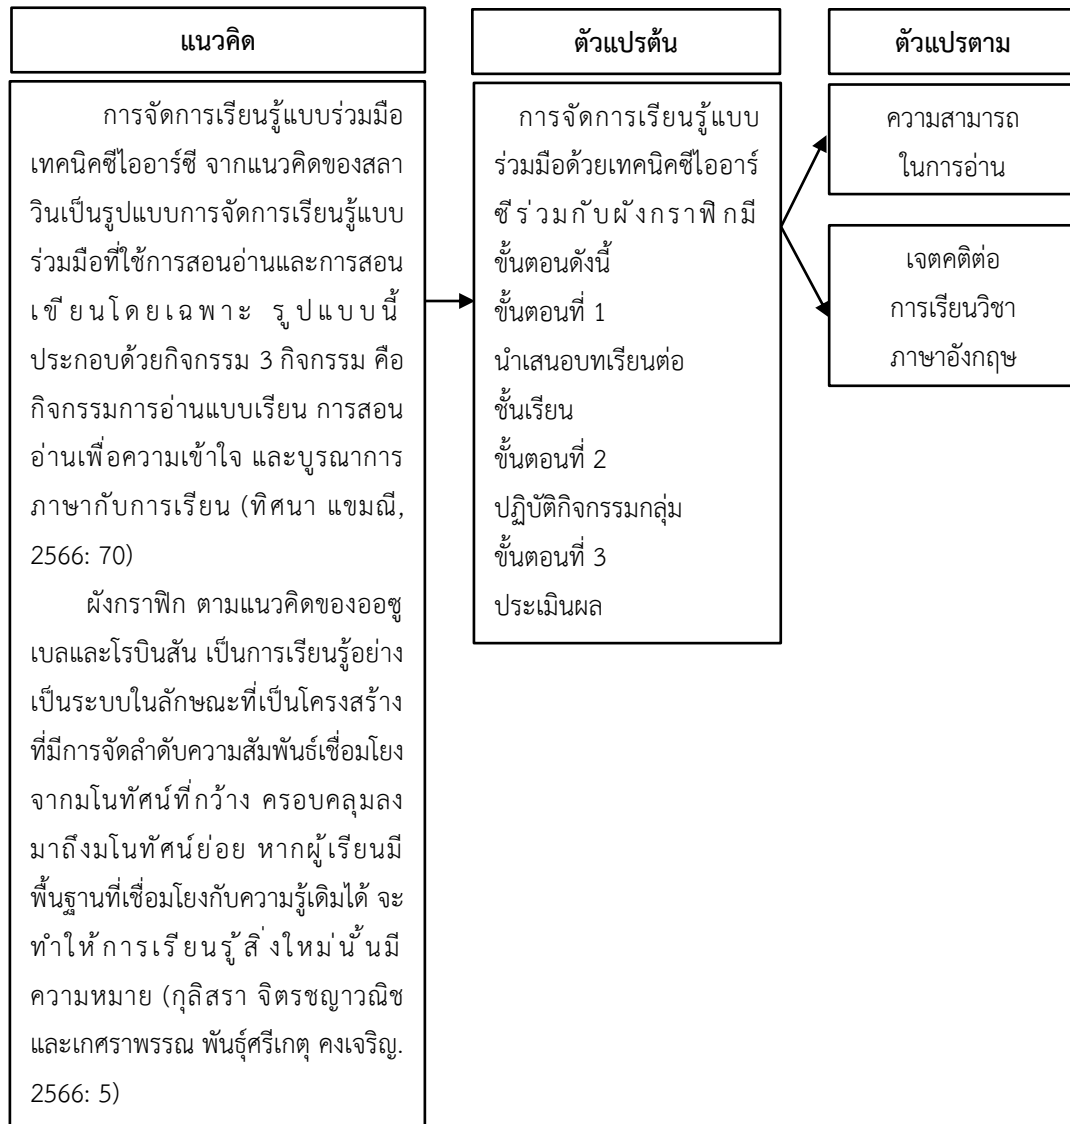 แนวคิด
การจัดการเรียนรู้แบบร่วมมือ
เทคนิคซีไออาร์ซี จากแนวคิดของสลา
วินเป็นรูปแบบการจัดการเรียนรู้แบบ
ร่วมมือที่ใช้การสอนอ่านและการสอน
เขียนโดยเฉพาะ รูปแบบนี้
ประกอบด้วยกิจกรรม 3 กิจกรรม คือ
กิจกรรมการอ่านแบบเรียน การสอน
อ่านเพื่อความเข้าใจ และบูรณาการ
ภาษากับการเรียน (ทิศนา แขมณี,
2566: 70)
ผังกราฟิก ตามแนวคิดของออซู
เบลและโรบินสัน เป็นการเรียนรู้อย่าง
เป็นระบบในลักษณะที่เป็นโครงสร้าง
ที่มีการจัดลำดับความสัมพันธ์เชื่อมโยง
จากมโนทัศน์ที่กว้าง ครอบคลุมลง
มาถึงมโนทัศน์ย่อย หากผู้เรียนมี
พื้นฐานที่เชื่อมโยงกับความรู้เดิมได้ จะ
ทำให้การเรียนรู้สิ่งใหม่นั้นมี
ความหมาย (กุลิสรา จิตรชญาวณิช
และเกศราพรรณ พันธุ์ศรีเกตุ คงเจริญ.
2566: 5)
ตัวแปรต้น
การจัดการเรียนรู้แบบ
ร่วมมือด้วยเทคนิคซีไออาร์
ซีร่วมกับผังกราฟิกมี
ขั้นตอนดังนี้
ขั้นตอนที่ 1
นำเสนอบทเรียนต่อ
ชั้นเรียน
ขั้นตอนที่ 2
ปฏิบัติกิจกรรมกลุ่ม
ขั้นตอนที่ 3
ประเมินผล
ตัวแปรตาม
ความสามารถ
ในการอ่าน
เจตคติต่อ
การเรียนวิชา
ภาษาอังกฤษ